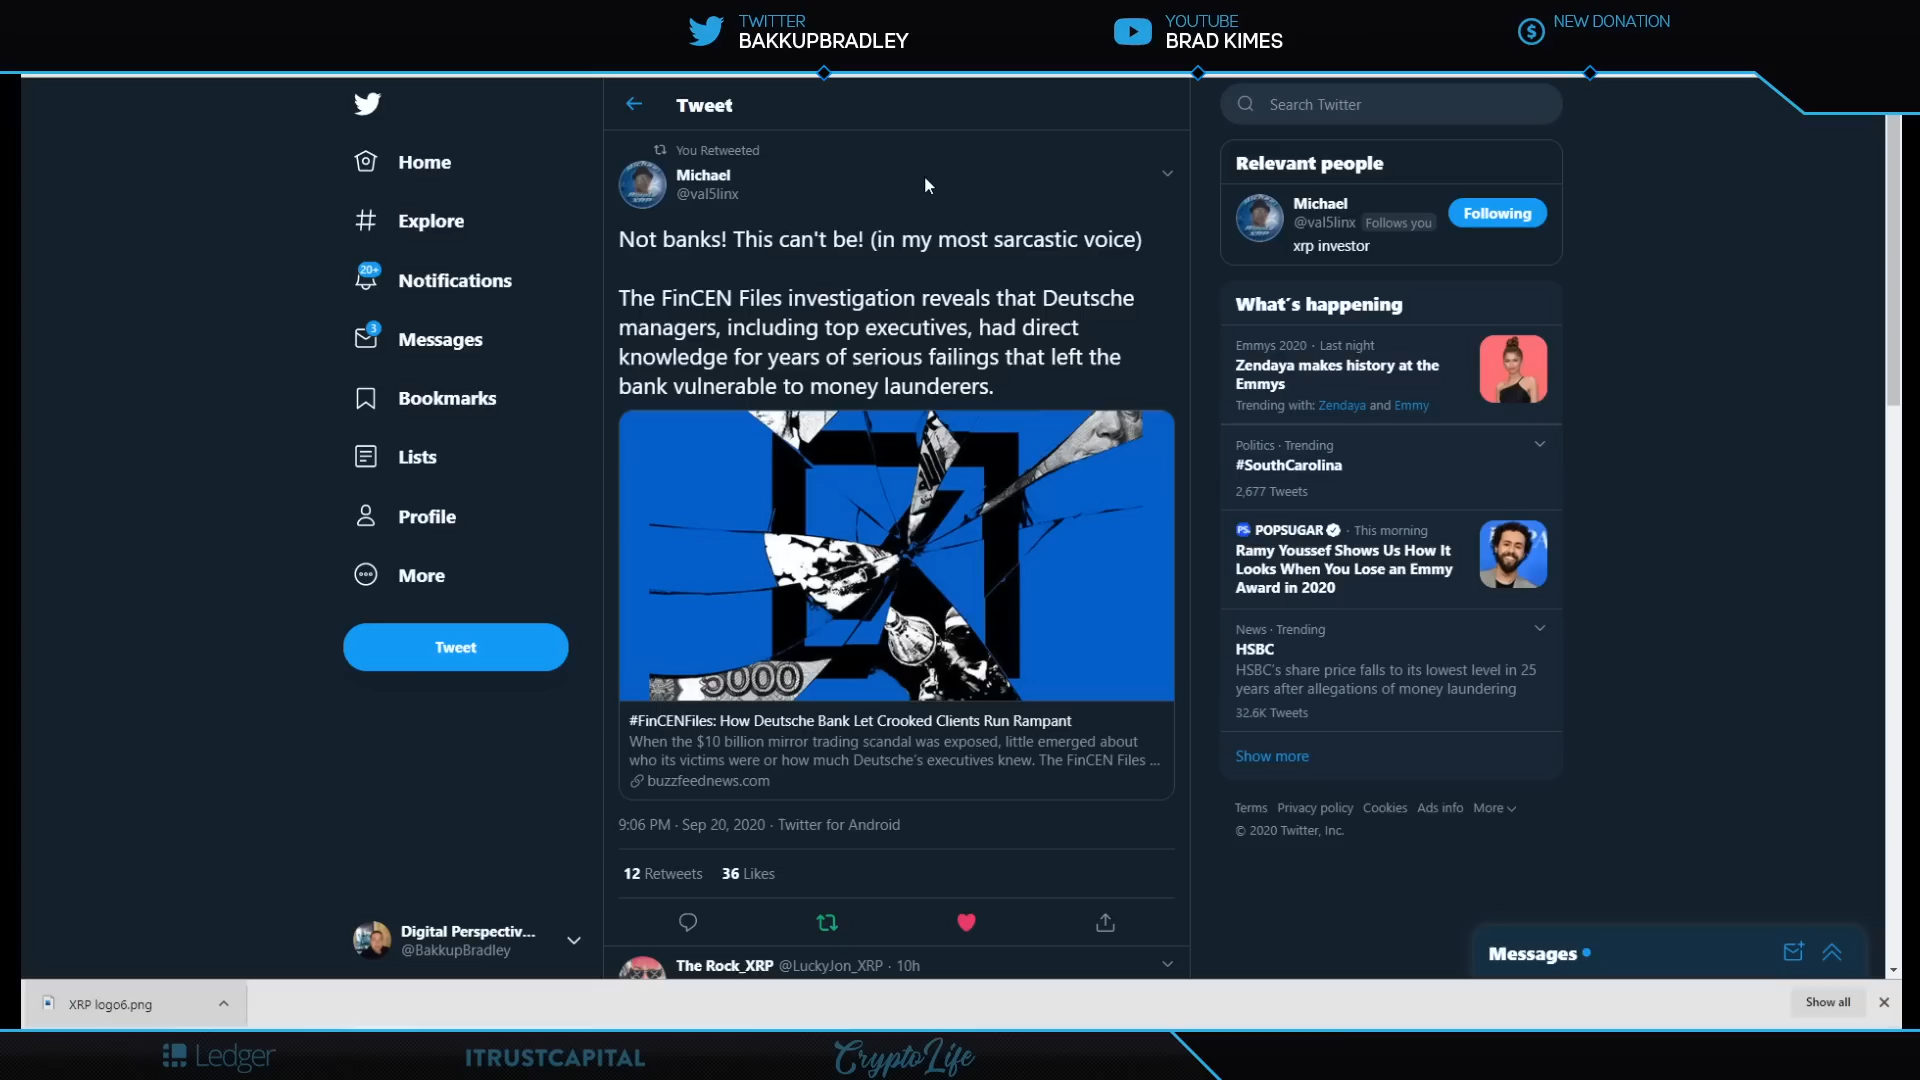 TWITTER
BAKKUPBRADLEY
YOUTUBE
BRAD KIMES
NEW DONATION
Home
Explore
20+
Notifications
3
Messages
Bookmarks
Lists
Profile
More
Tweet
Digital Perspectiv...
@BakkupBradley
Tweet
You Retweeted
Michael
@val5linx
Not banks! This can't be! (in my most sarcastic voice)
The FinCEN Files investigation reveals that Deutsche
managers, including top executives, had direct
knowledge for years of serious failings that left the
bank vulnerable to money launderers.
5000
#FinCENFiles: How Deutsche Bank Let Crooked Clients Run Rampant
When the $10 billion mirror trading scandal was exposed, little emerged about
who its victims were or how much Deutsche's executives knew. The FinCEN Files ...
buzzfeednews.com
9:06 PM · Sep 20, 2020 · Twitter for Android
12 Retweets 36 Likes
The Rock_XRP @LuckyJon_XRP · 10h
Search Twitter
Relevant people
Michael
@val5linx Follows you
Following
xrp investor
What's happening
Emmys 2020 · Last night
Zendaya makes history at the
Emmys
Trending with: Zendaya and Emmy
Politics · Trending
#SouthCarolina
2,677 Tweets
PS POPSUGAR · This morning
Ramy Youssef Shows Us How It
Looks When You Lose an Emmy
Award in 2020
News · Trending
HSBC
HSBC's share price falls to its lowest level in 25
years after allegations of money laundering
32.6K Tweets
Show more
Terms Privacy policy Cookies Ads info More
© 2020 Twitter, Inc.
Messages
XRP logo6.png
Show all
Ledger
ITRUSTCAPITAL
CryptoLife